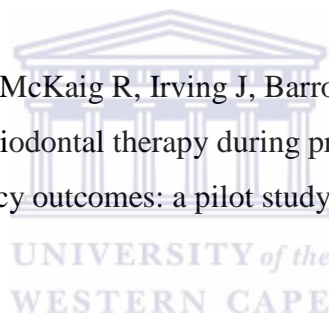 McKaig R, Irving J, Barro
iodontal therapy during pr
cy outcomes: a pilot study
UNIVERSITY of the
WESTERN CAPE